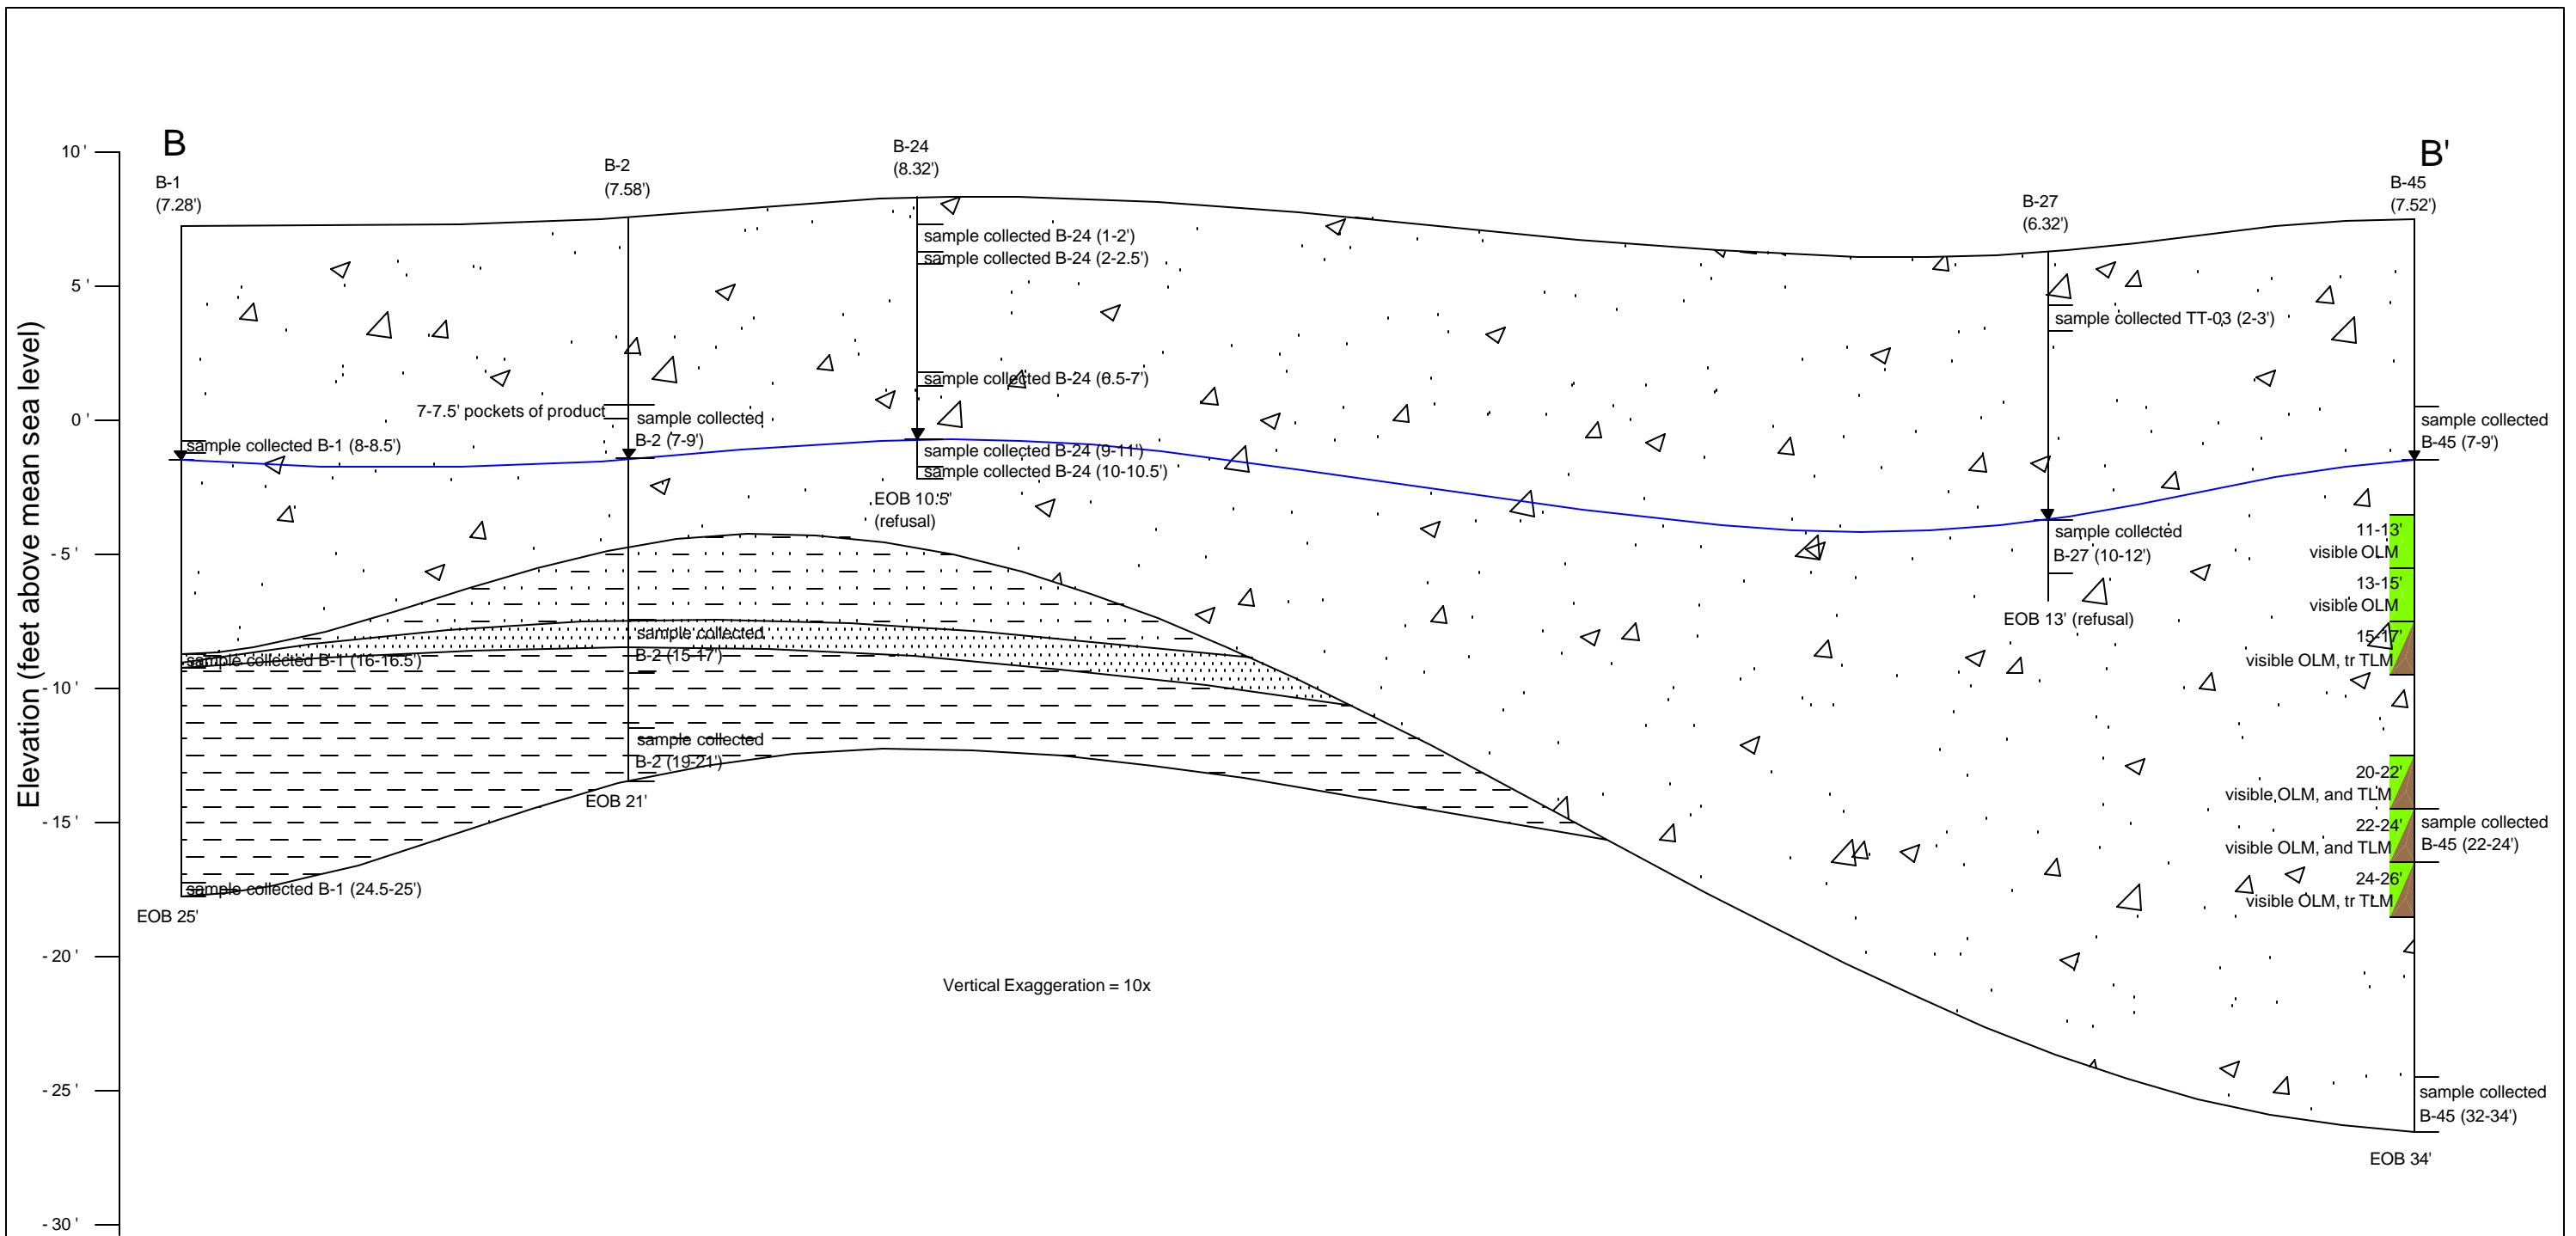 B
B'
B-1
(7.28')
B-2
(7.58')
B-24
(8.32')
B-27
(6.32')
B-45
(7.52')
Elevation (feet above mean sea level)
10 '
5 '
0 '
- 5 '
- 10 '
- 15 '
- 20 '
- 25 '
- 30 '
sample collected B-1 (8-8.5')
sample collected B-1 (16-16.5')
sample collected B-1 (24.5-25')
EOB 25'
7-7.5' pockets of product
sample collected
B-2 (7-9')
sample collected
B-2 (15-17')
sample collected
B-2 (19-21')
EOB 21'
sample collected B-24 (1-2')
sample collected B-24 (2-2.5')
sample collected B-24 (6.5-7')
sample collected B-24 (9-11')
sample collected B-24 (10-10.5')
EOB 10.5'
(refusal)
sample collected TT-03 (2-3')
sample collected
B-27 (10-12')
EOB 13' (refusal)
sample collected
B-45 (7-9')
11-13'
visible OLM
13-15'
visible OLM
15-17'
visible OLM, tr TLM
20-22'
visible OLM, and TLM
22-24'
visible OLM, and TLM
24-26'
visible OLM, tr TLM
sample collected
B-45 (22-24')
sample collected
B-45 (32-34')
EOB 34'
Vertical Exaggeration = 10x